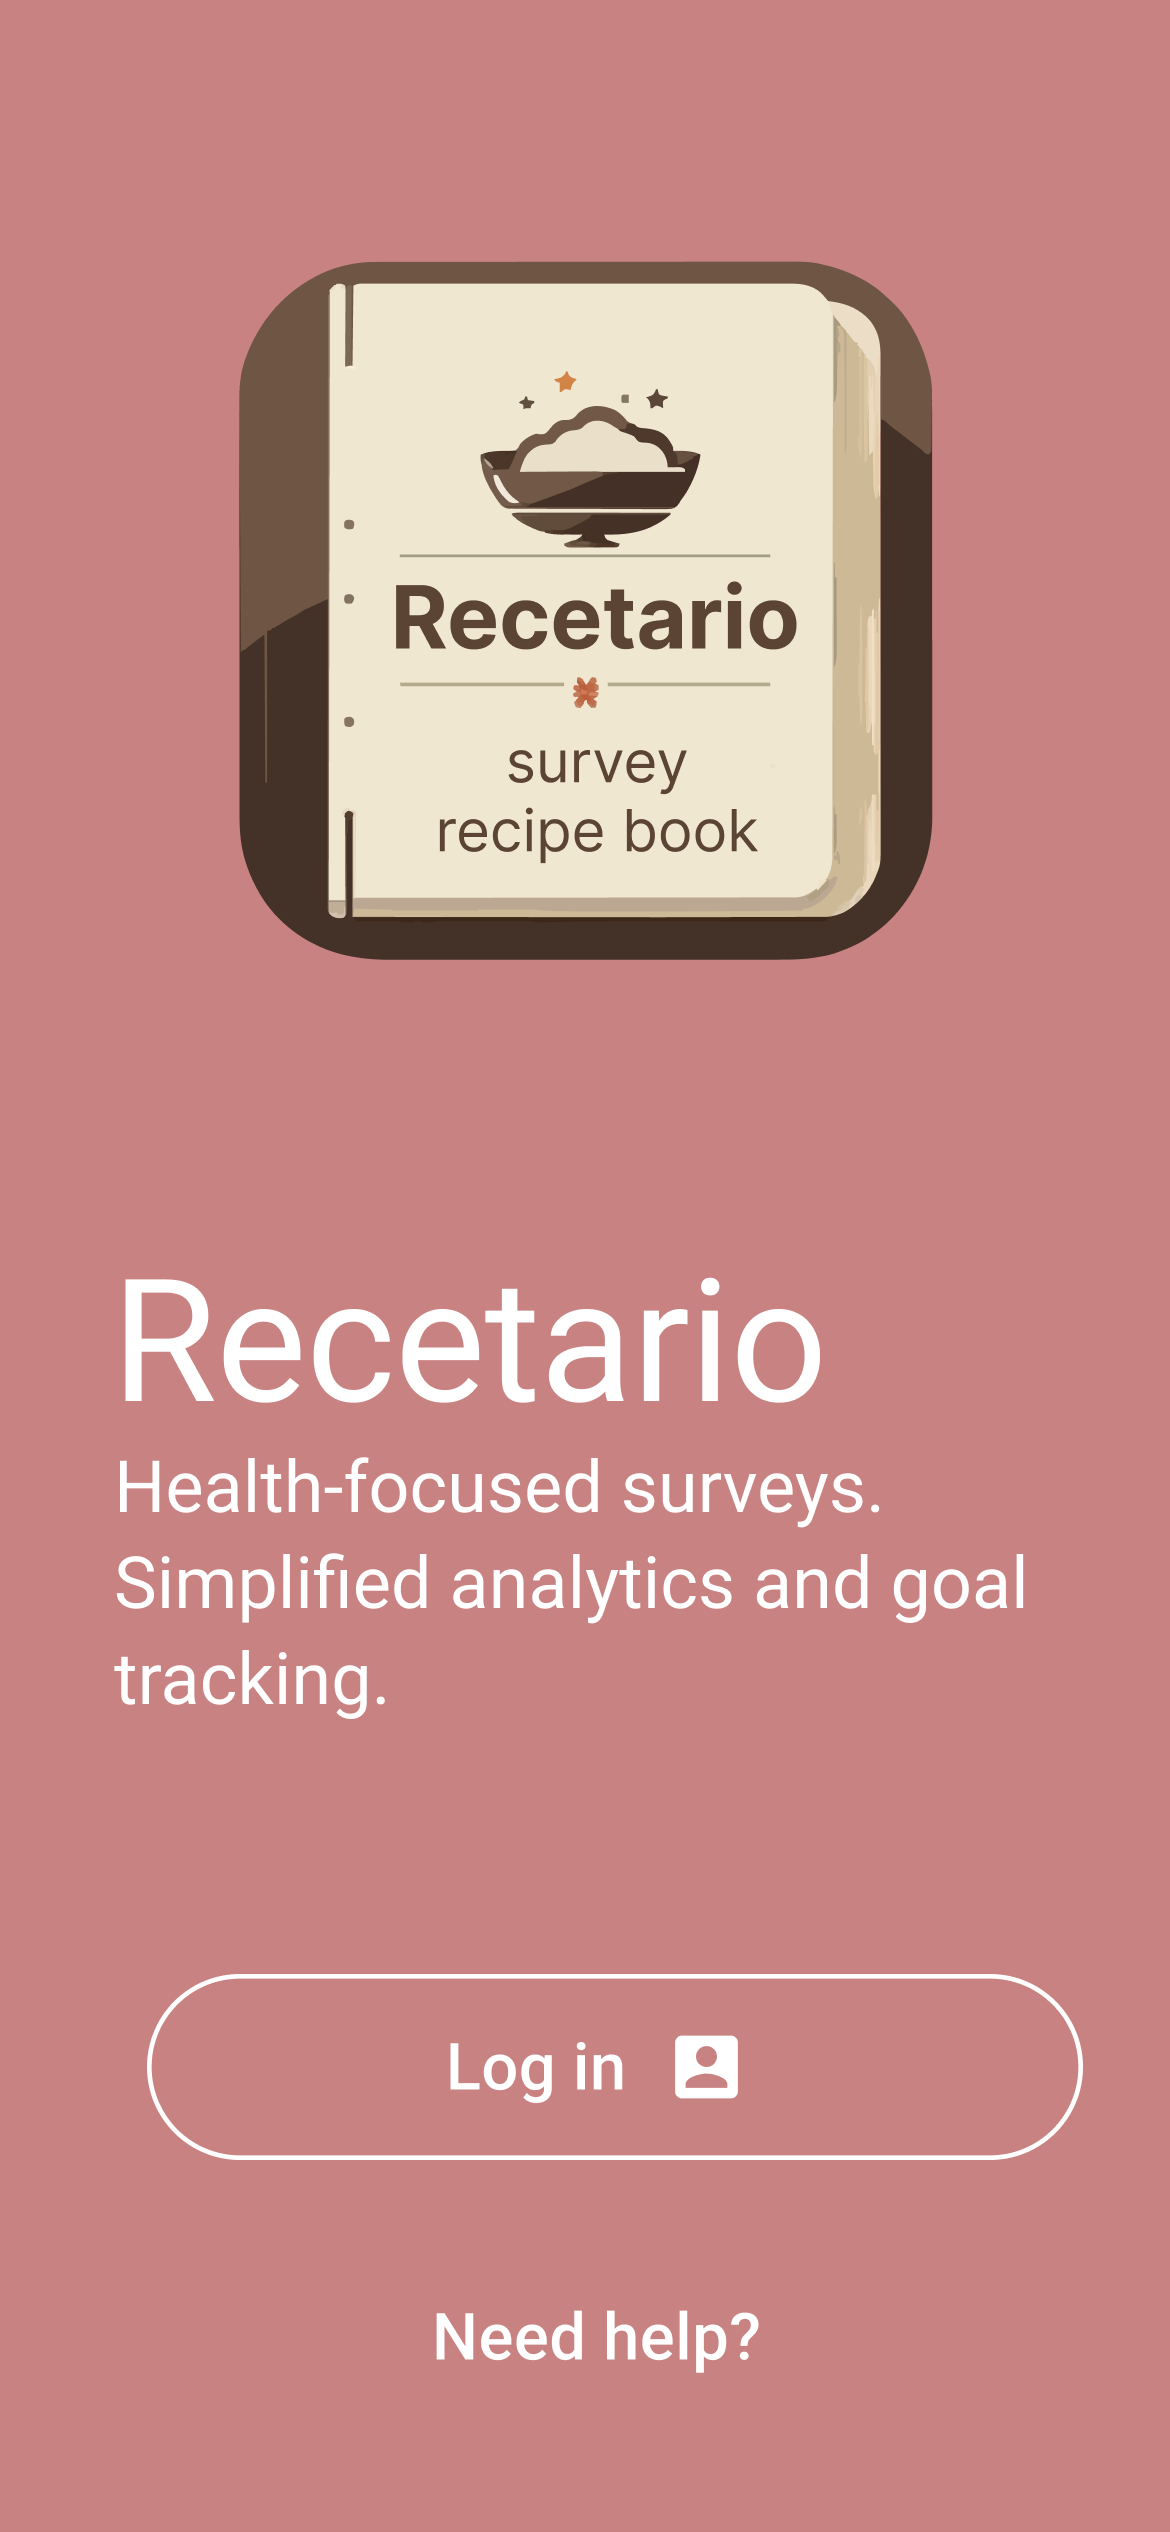 Recetario
survey
recipe book
Recetario
Health-focused surveys.
Simplified analytics and goal
tracking.
Log in
Need help?